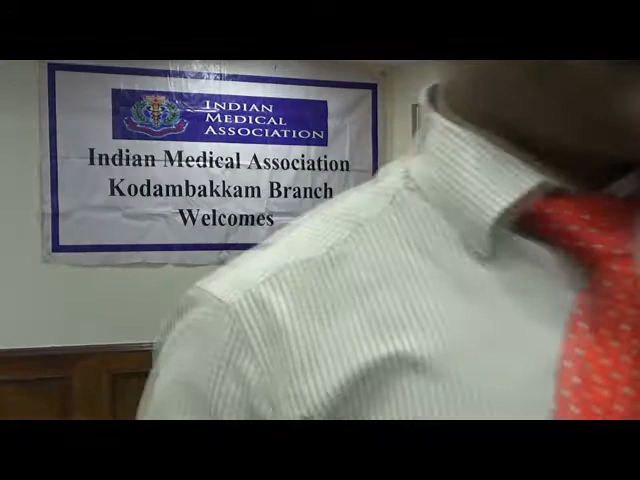 INDIAN
MEDICAL
ASSOCIATION
Indian Medical Association
Kodambakkam Branch
Welcomes